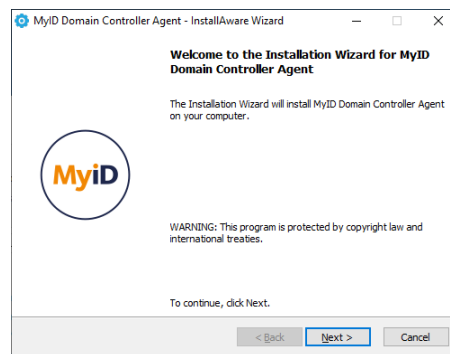 MyID Domain Controller Agent - InstallAware Wizard
Welcome to the Installation Wizard for MyID
Domain Controller Agent
The Installation Wizard will install MyID Domain Controller Agent
on your computer.
MyiD
WARNING: This program is protected by copyright law and
international treaties.
To continue, click Next.
< Back
Next >
Cancel